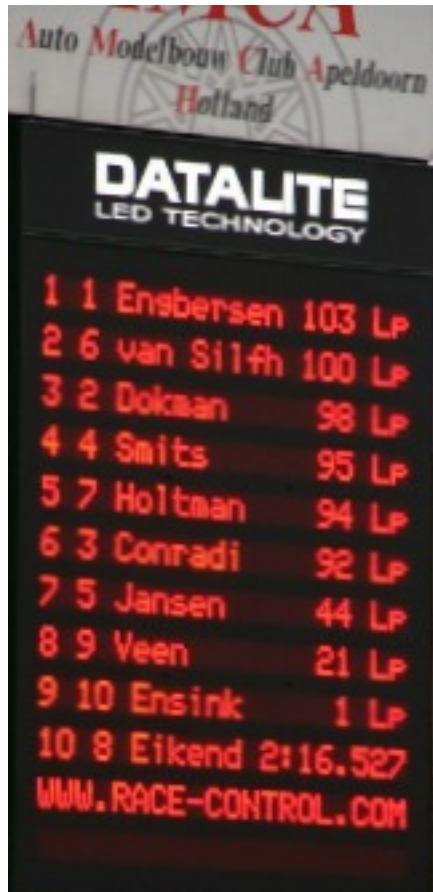 Auto Modelbouw Club Apeldoorn
Holland
DATALITE
LED TECHNOLOGY
1 1 Engbersen 103 Lp
2 6 van Silfh 100 Lp
3 2 Dokman 98 Lp
4 4 Smits 95 Lp
5 7 Holtman 94 Lp
6 3 Conradi 92 Lp
7 5 Jansen 44 Lp
8 9 Veen 21 Lp
9 10 Ensink 1 Lp
10 8 Eikend 2:16.527
WWW.RACE-CONTROL.COM